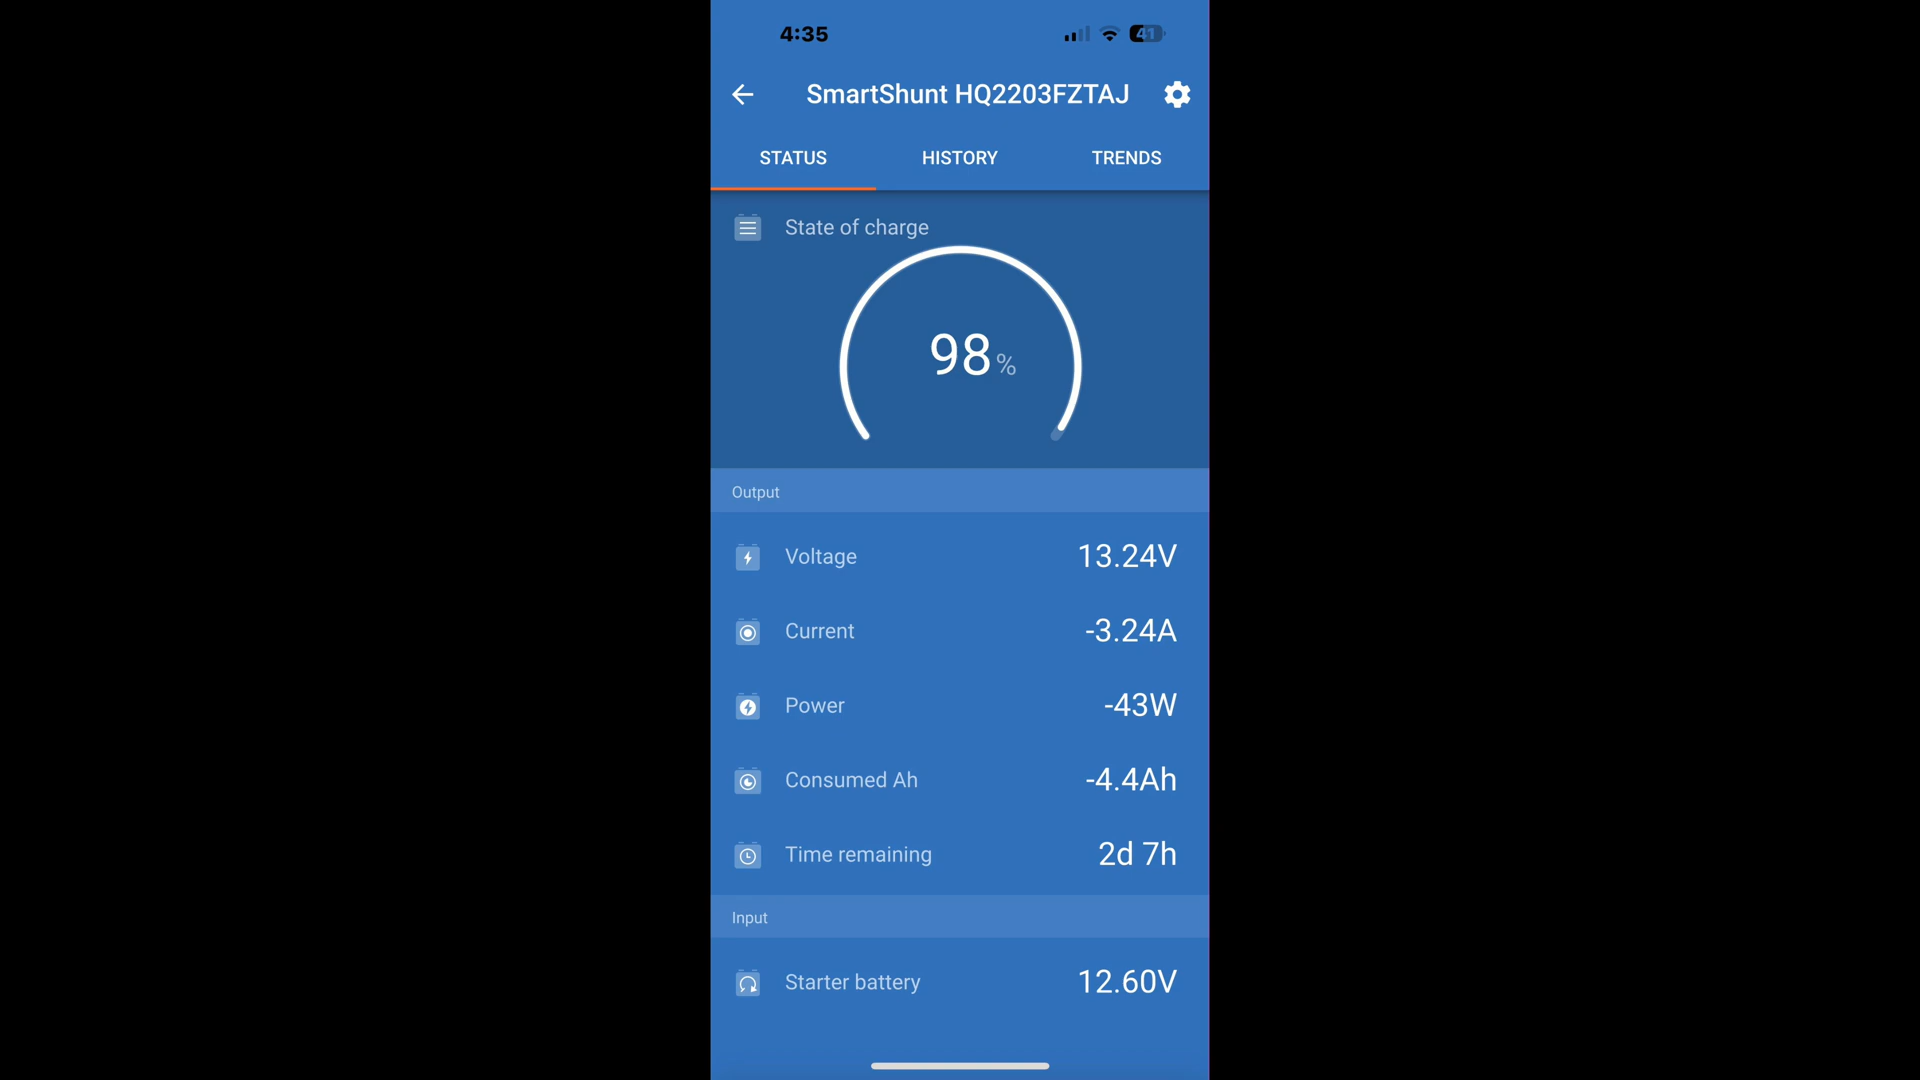 4:35
41
SmartShunt HQ2203FZTAJ
STATUS HISTORY TRENDS
State of charge
98%
Output
Voltage 13.24V
Current -3.24A
Power -43W
Consumed Ah -4.4Ah
Time remaining 2d 7h
Input
Starter battery 12.60V